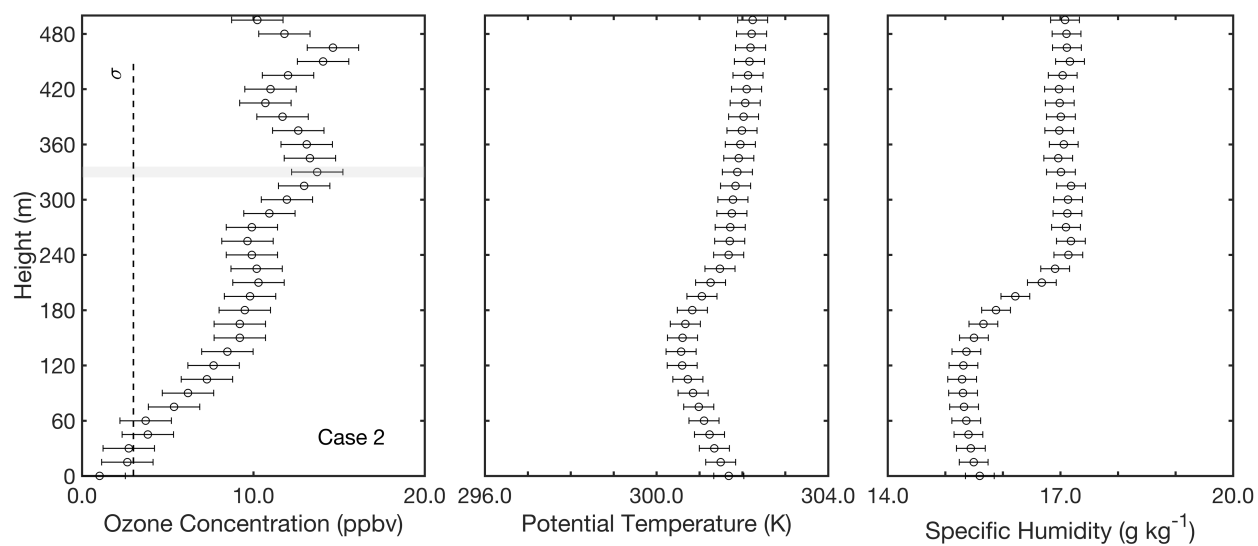 480
420
360
300
240
180
120
60
0
Height (m)
σ
Case 2
0.0 10.0 20.0
Ozone Concentration (ppbv)
296.0 300.0 304.0
Potential Temperature (K)
14.0 17.0 20.0
Specific Humidity (g kg⁻¹)